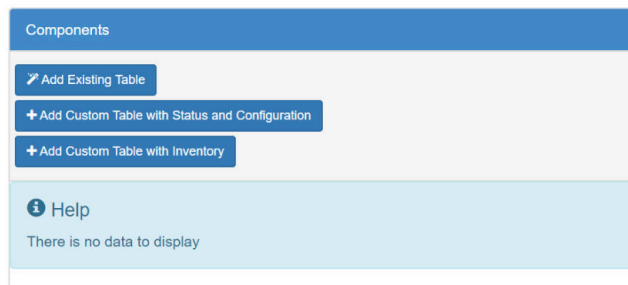 Components
Add Existing Table
Add Custom Table with Status and Configuration
Add Custom Table with Inventory
Help
There is no data to display